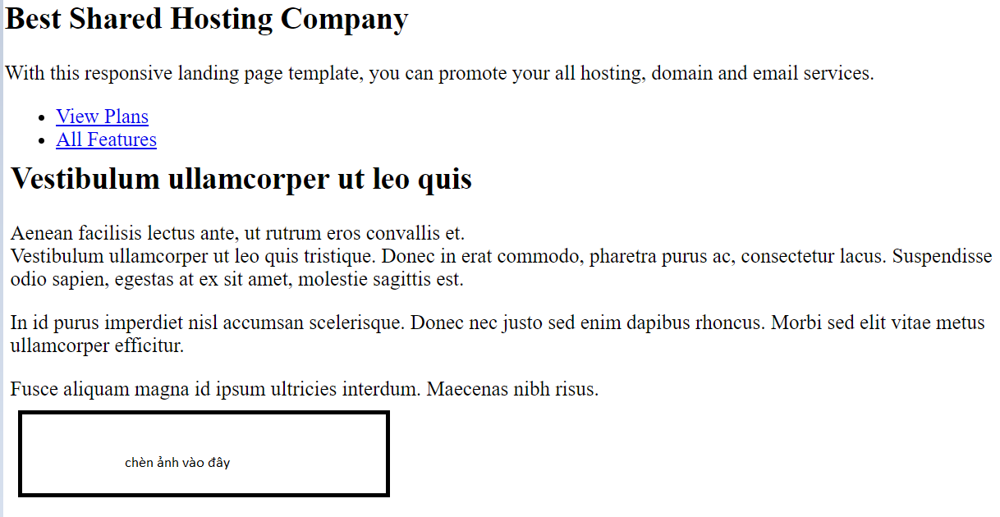 Best Shared Hosting Company
With this responsive landing page template, you can promote your all hosting, domain and email services.
View Plans
All Features
Vestibulum ullamcorper ut leo quis
Aenean facilisis lectus ante, ut rutrum eros convallis et.
Vestibulum ullamcorper ut leo quis tristique. Donec in erat commodo, pharetra purus ac, consectetur lacus. Suspendisse
odio sapien, egestas at ex sit amet, molestie sagittis est.
In id purus imperdiet nisl accumsan scelerisque. Donec nec justo sed enim dapibus rhoncus. Morbi sed elit vitae metus
ullamcorper efficitur.
Fusce aliquam magna id ipsum ultricies interdum. Maecenas nibh risus.
chèn ảnh vào đây